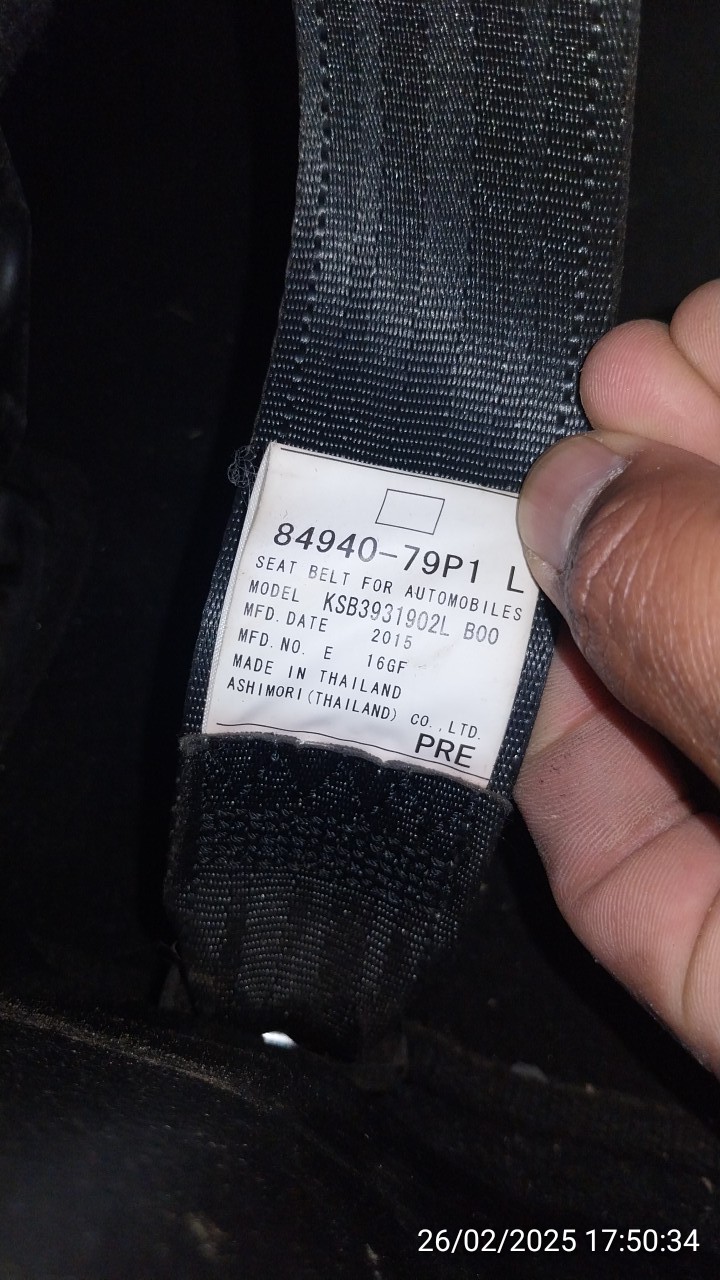 84940-79P1 L
SEAT BELT FOR AUTOMOBILES
MODEL KSB3931902L B00
MFD. DATE 2015
MFD. NO. E 16GF
MADE IN THAILAND
ASHIMORI (THAILAND) CO., LTD.
PRE
26/02/2025 17:50:34